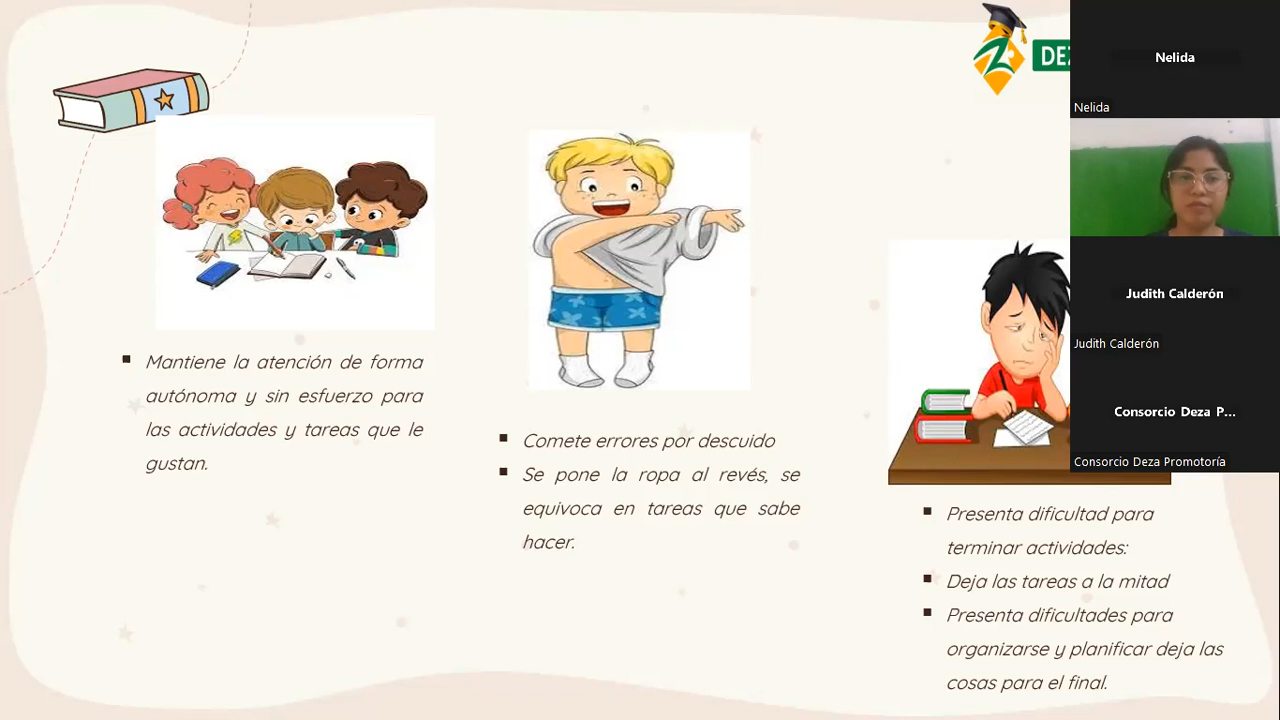 DEZ
Mantiene la atención de forma
autónoma y sin esfuerzo para
las actividades y tareas que le
gustan.
Comete errores por descuido
Se pone la ropa al revés, se
equivoca en tareas que sabe
hacer.
Presenta dificultad para
terminar actividades:
Deja las tareas a la mitad
Presenta dificultades para
organizarse y planificar deja las
cosas para el final.
Nelida
Nelida
Judith Calderón
Judith Calderón
Consorcio Deza P...
Consorcio Deza Promotoría